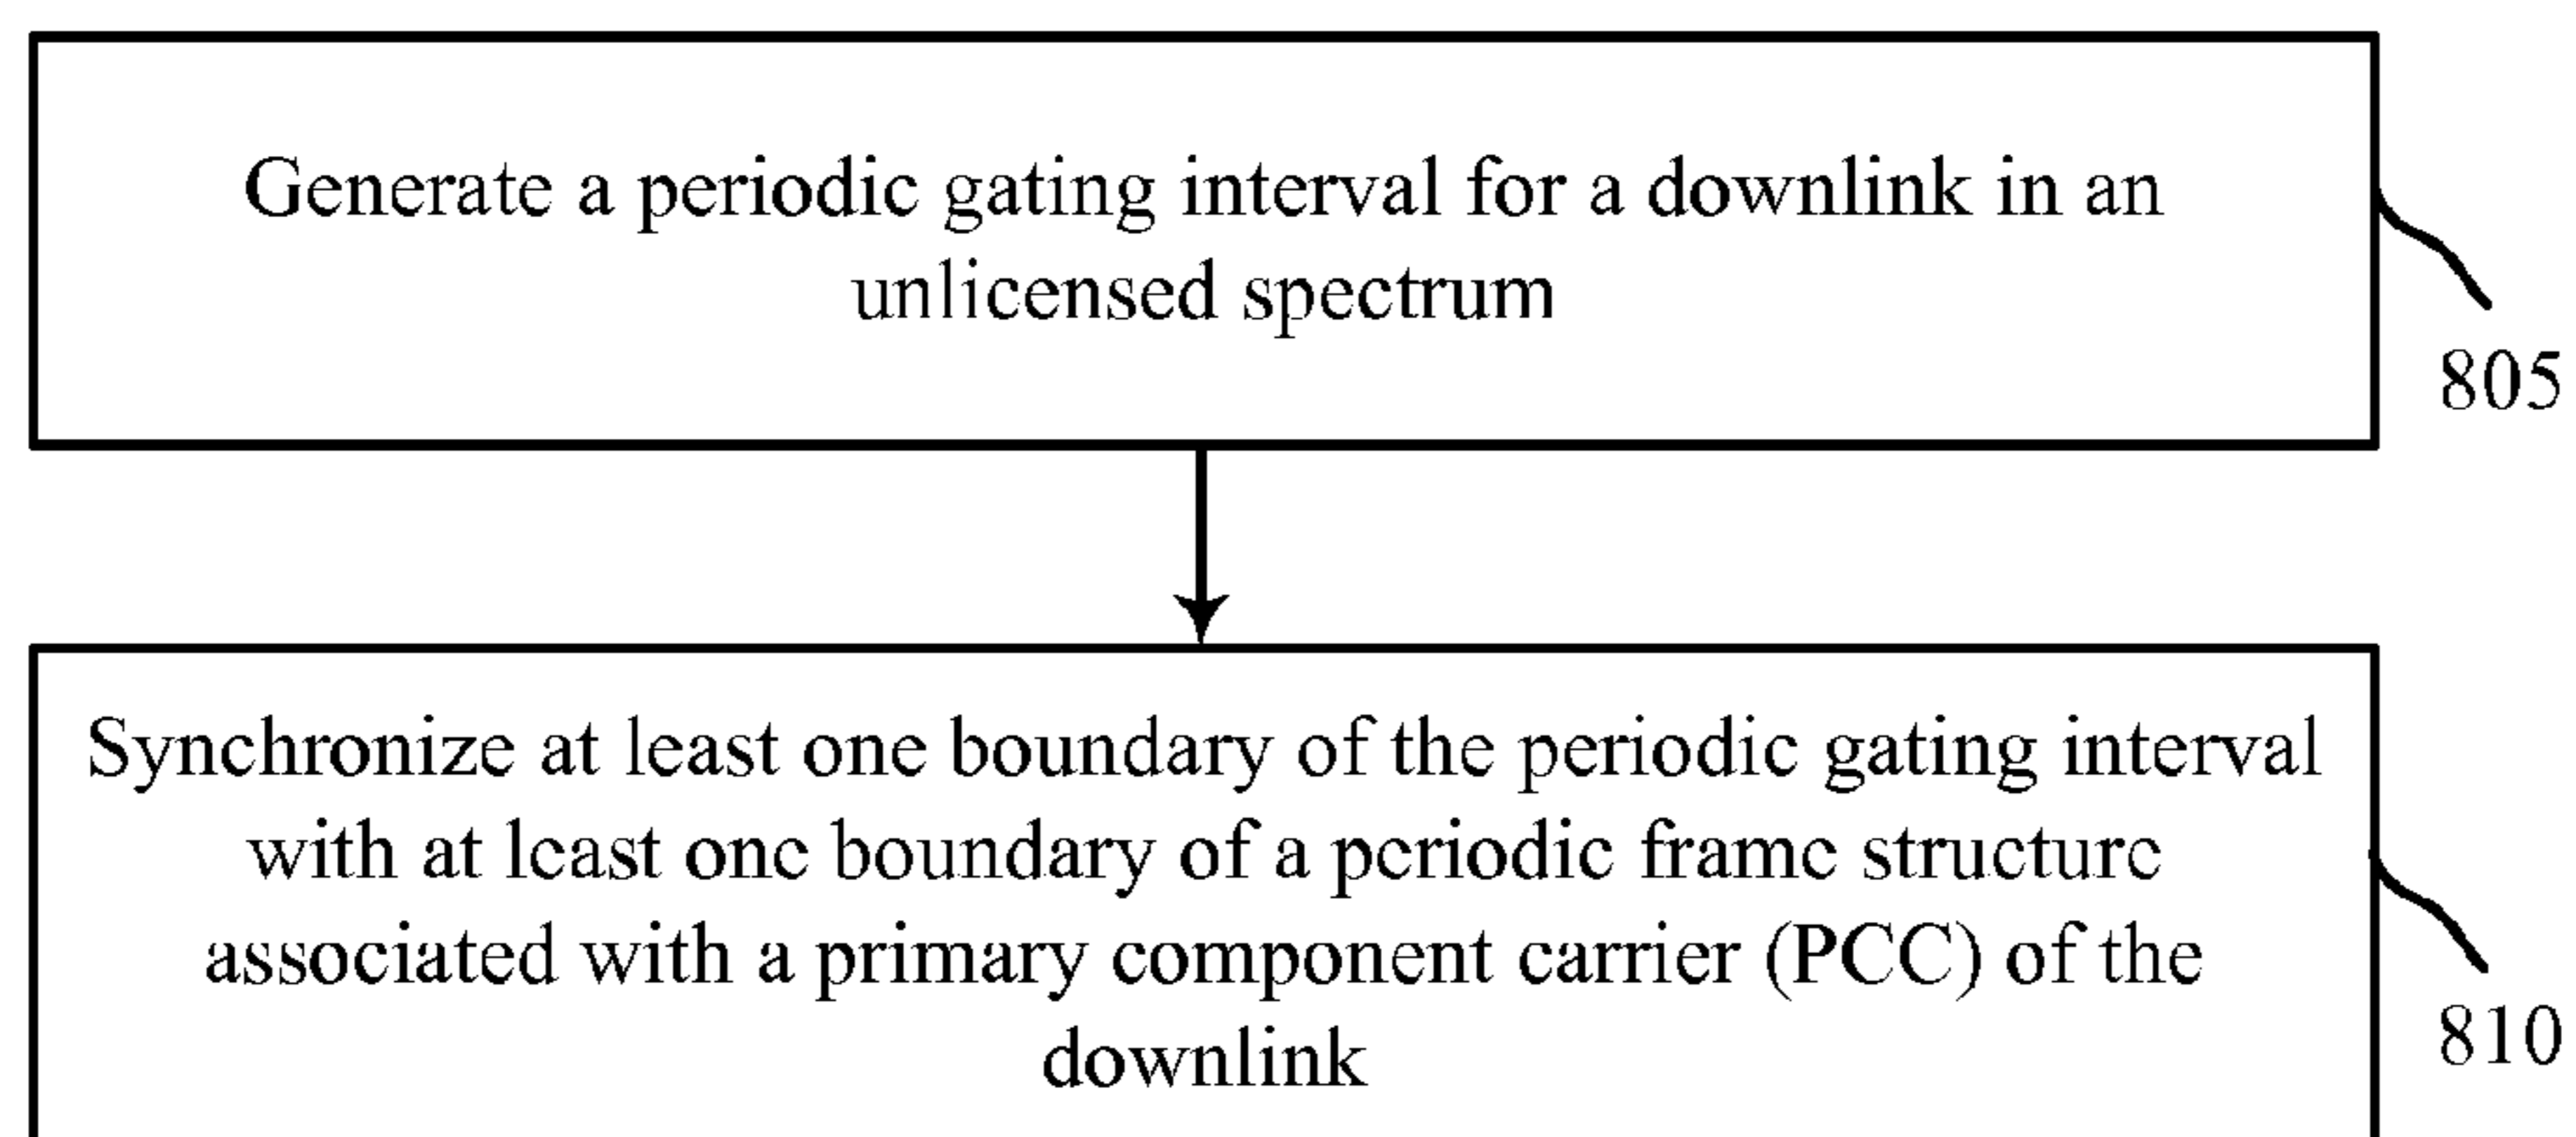 Generate a periodic gating interval for a downlink in an
unlicensed spectrum
805
Synchronize at least one boundary of the periodic gating interval
with at least one boundary of a periodic frame structure
associated with a primary component carrier (PCC) of the
downlink
810